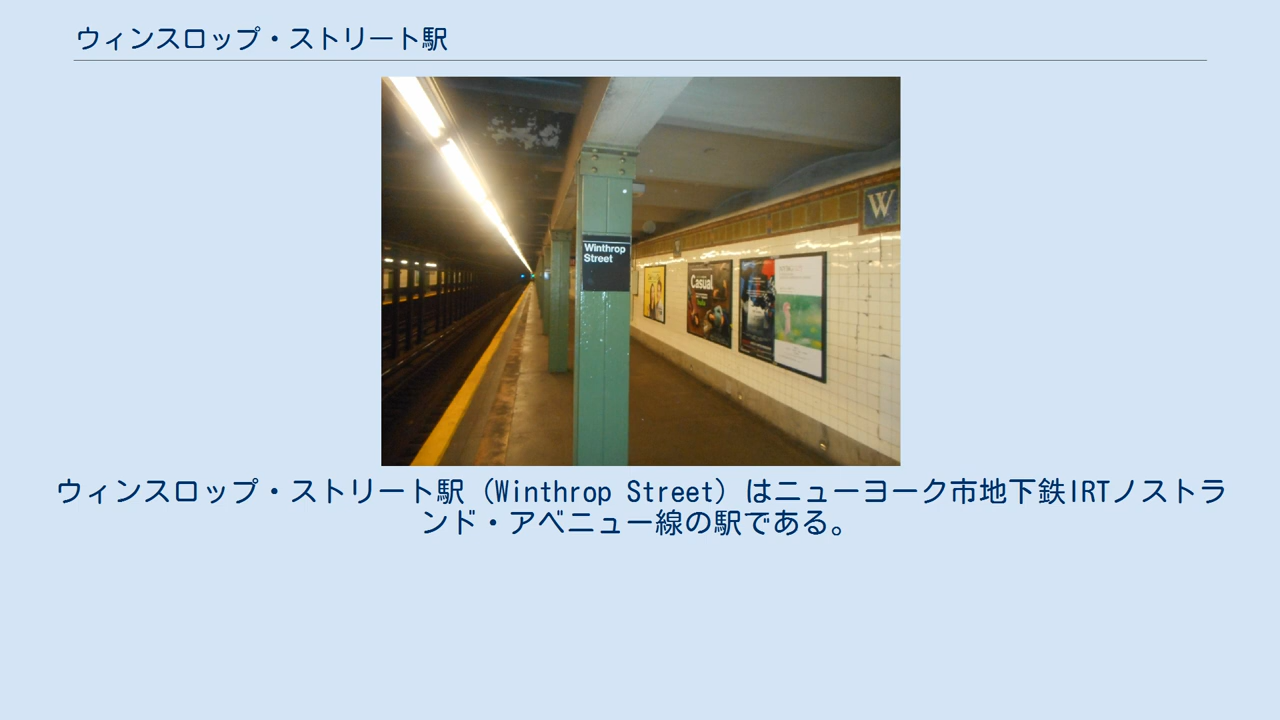 ウィンスロップ・ストリート駅
W
Winthrop
Street
Casual
ウィンスロップ・ストリート駅（Winthrop Street）はニューヨーク市地下鉄IRTノストラ
ンド・アベニュー線の駅である。